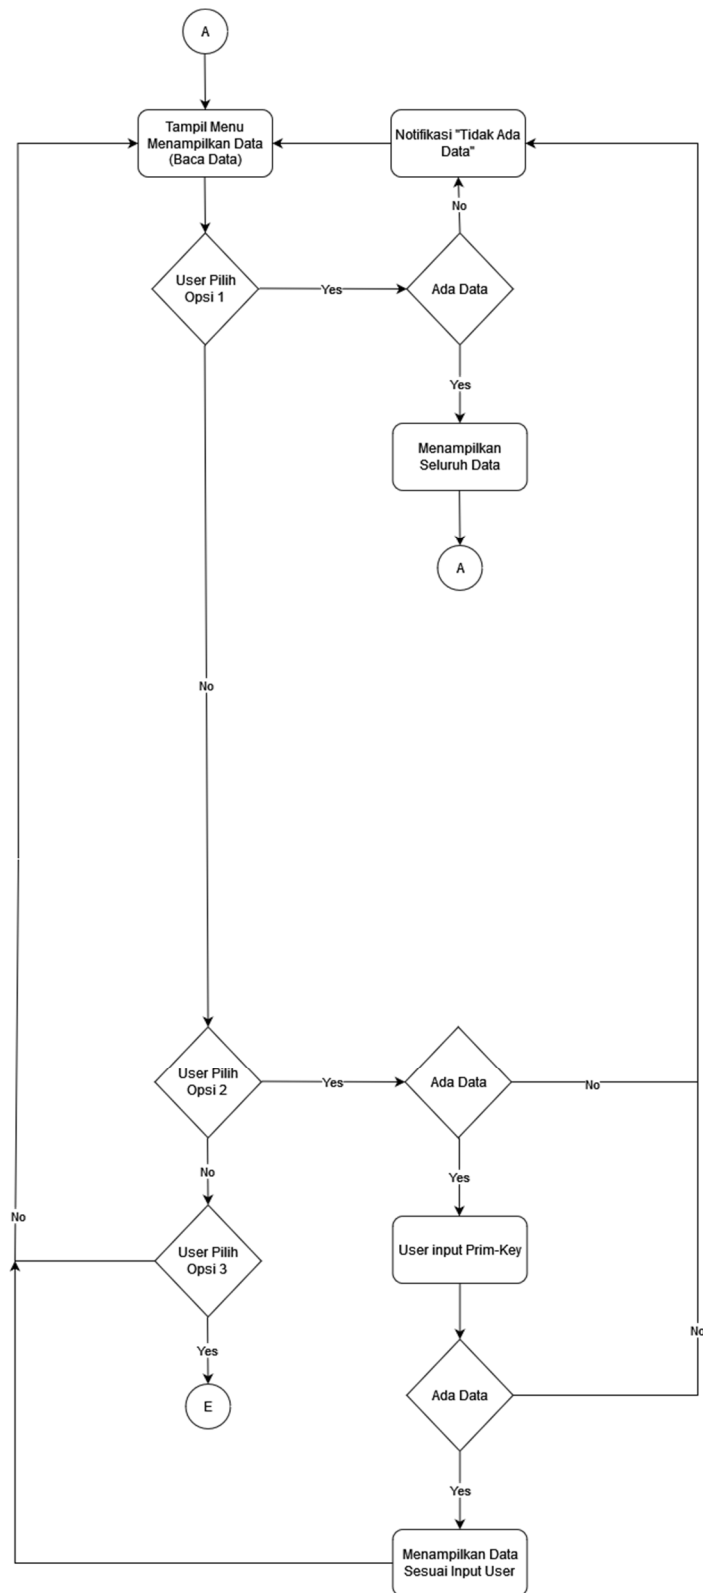 A
Tampil Menu
Menampilkan Data
(Baca Data)
Notifikasi "Tidak Ada
Data"
No
User Pilih
Opsi 1
Yes
Ada Data
Yes
Menampilkan
Seluruh Data
A
No
User Pilih
Opsi 2
Yes
Ada Data
No
No
Yes
No
User Pilih
Opsi 3
User input Prim-Key
No
Yes
E
Ada Data
Yes
Menampilkan Data
Sesuai Input User